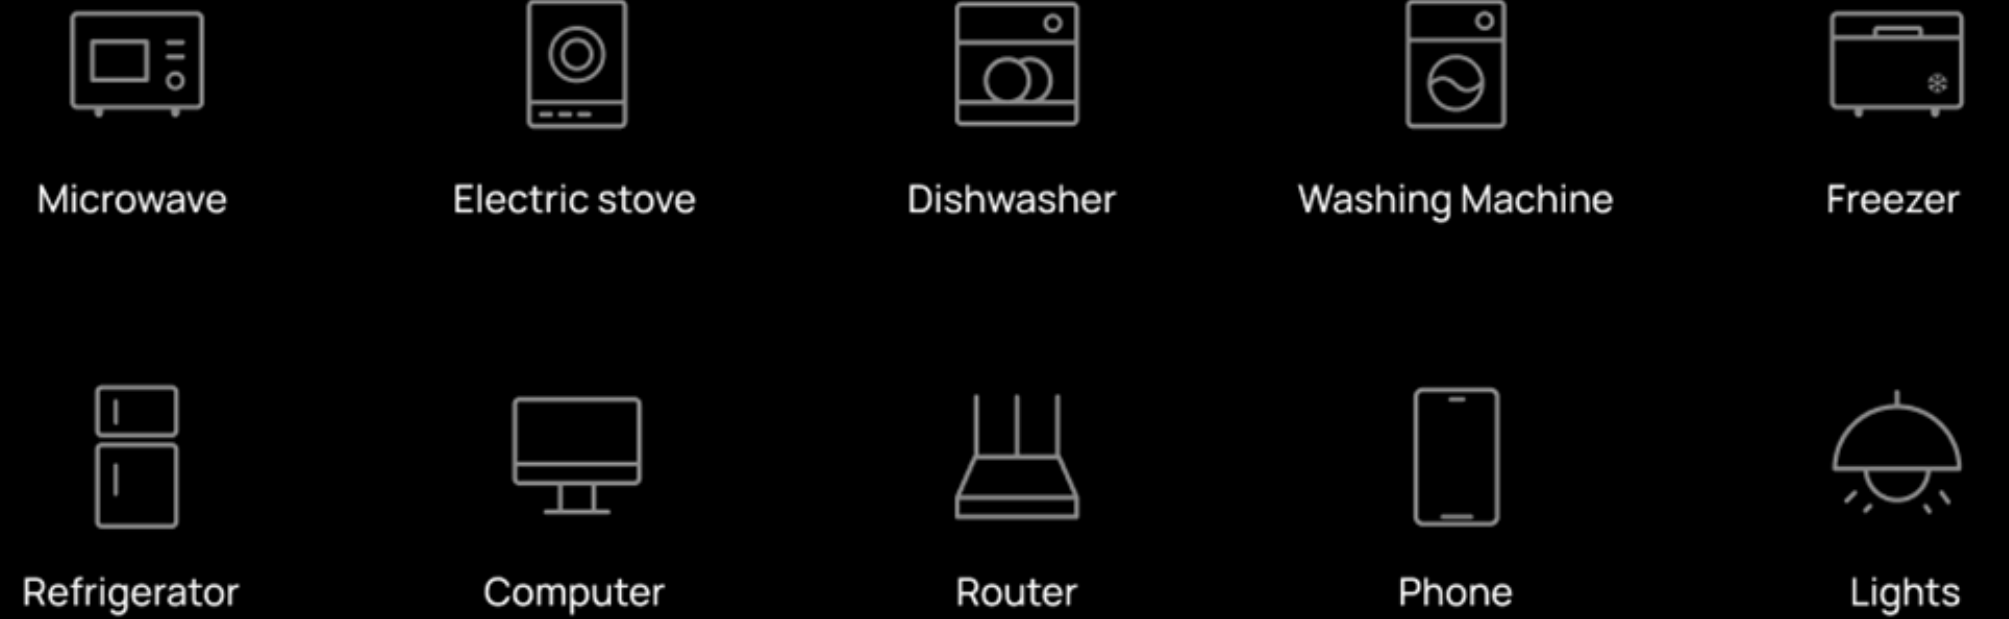 Microwave
Electric stove
Dishwasher
Washing Machine
Freezer
Refrigerator
Computer
Router
Phone
Lights